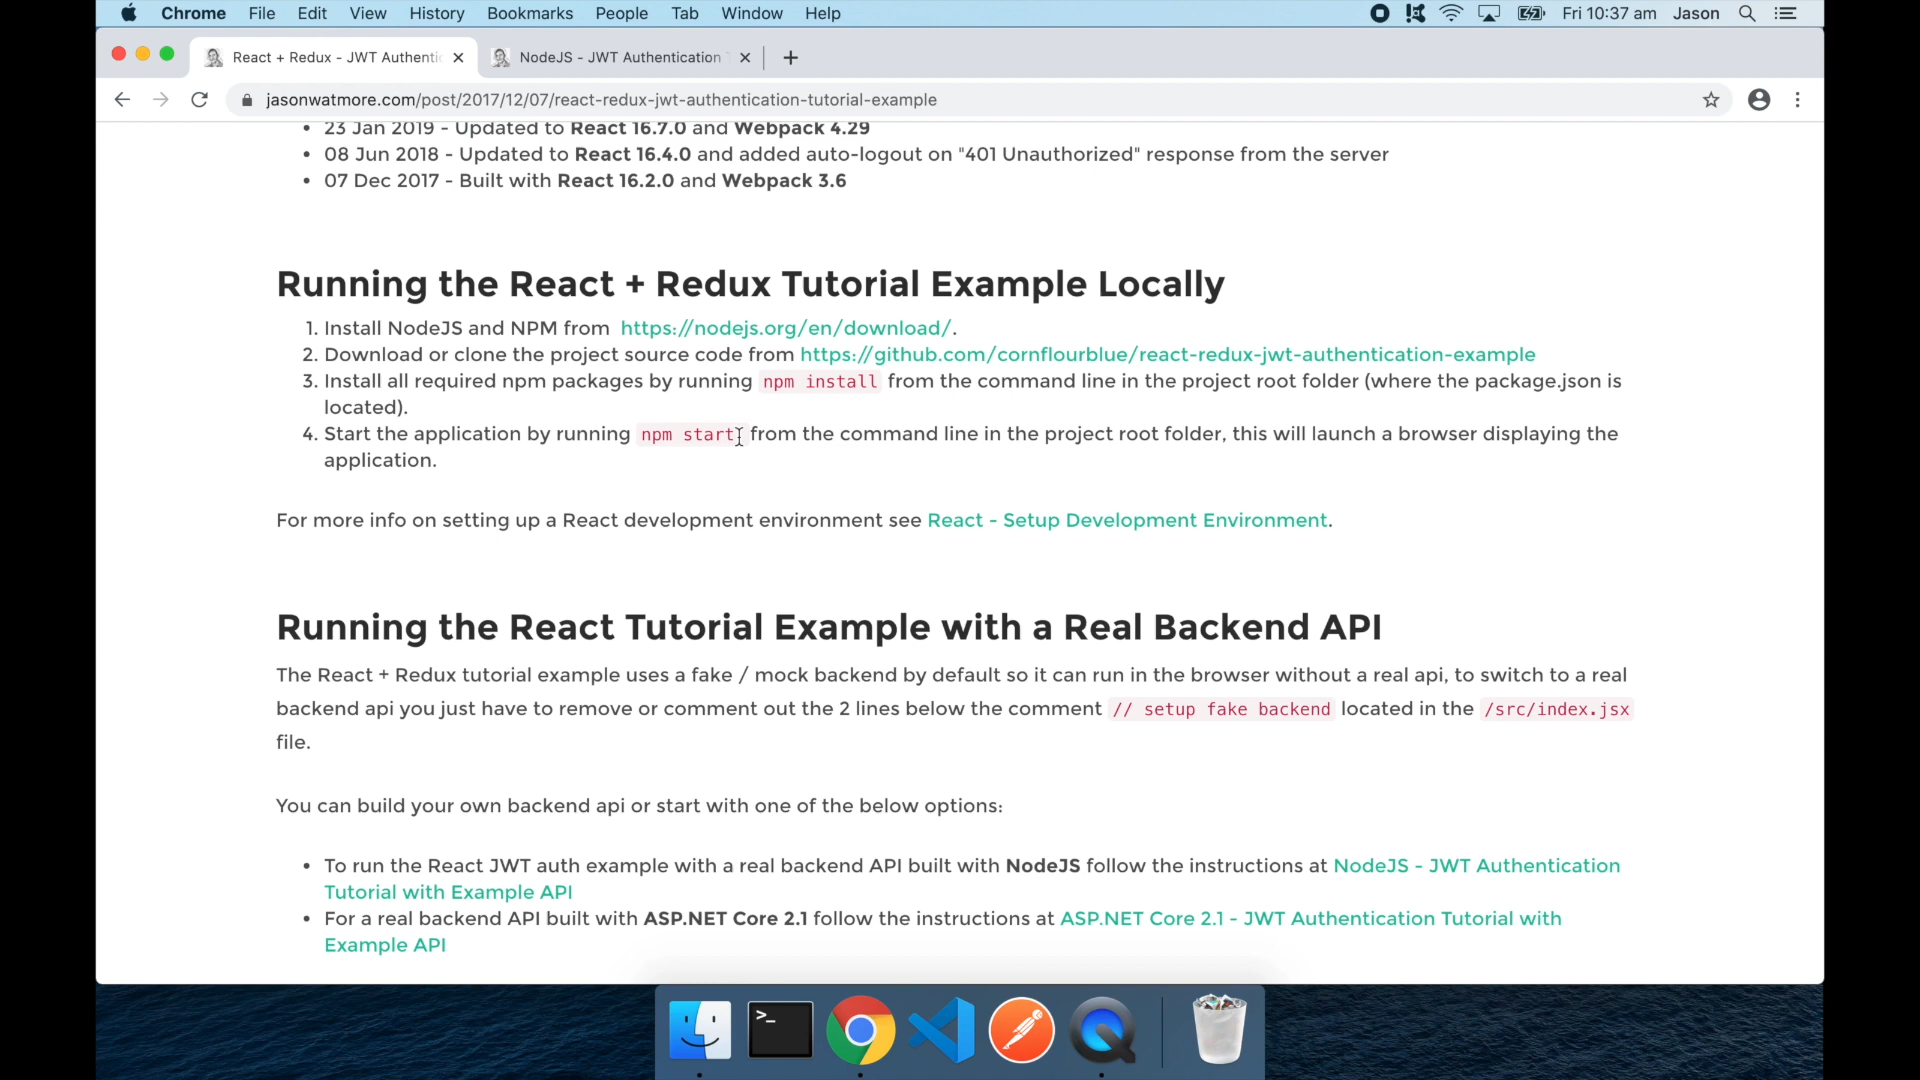 Chrome File Edit View History Bookmarks People Tab Window Help Fri 10:37 am Jason
React + Redux - JWT Authentic NodeJS - JWT Authentication
jasonwatmore.com/post/2017/12/07/react-redux-jwt-authentication-tutorial-example
• 23 Jan 2019 - Updated to React 16.7.0 and Webpack 4.29
• 08 Jun 2018 - Updated to React 16.4.0 and added auto-logout on "401 Unauthorized" response from the server
• 07 Dec 2017 - Built with React 16.2.0 and Webpack 3.6
Running the React + Redux Tutorial Example Locally
1. Install NodeJS and NPM from https://nodejs.org/en/download/.
2. Download or clone the project source code from https://github.com/cornflourblue/react-redux-jwt-authentication-example
3. Install all required npm packages by running npm install from the command line in the project root folder (where the package.json is
located).
4. Start the application by running npm start from the command line in the project root folder, this will launch a browser displaying the
application.
For more info on setting up a React development environment see React - Setup Development Environment.
Running the React Tutorial Example with a Real Backend API
The React + Redux tutorial example uses a fake / mock backend by default so it can run in the browser without a real api, to switch to a real
backend api you just have to remove or comment out the 2 lines below the comment // setup fake backend located in the /src/index.jsx
file.
You can build your own backend api or start with one of the below options:
• To run the React JWT auth example with a real backend API built with NodeJS follow the instructions at NodeJS - JWT Authentication
Tutorial with Example API
• For a real backend API built with ASP.NET Core 2.1 follow the instructions at ASP.NET Core 2.1 - JWT Authentication Tutorial with
Example API